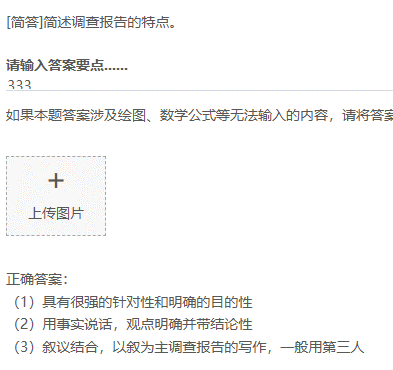 [简答]简述调查报告的特点。
请输入答案要点......
333
如果本题答案涉及绘图、数学公式等无法输入的内容，请将答案
+
上传图片
正确答案：
（1）具有很强的针对性和明确的目的性
（2）用事实说话，观点明确并带结论性
（3）叙议结合，以叙为主调查报告的写作，一般用第三人